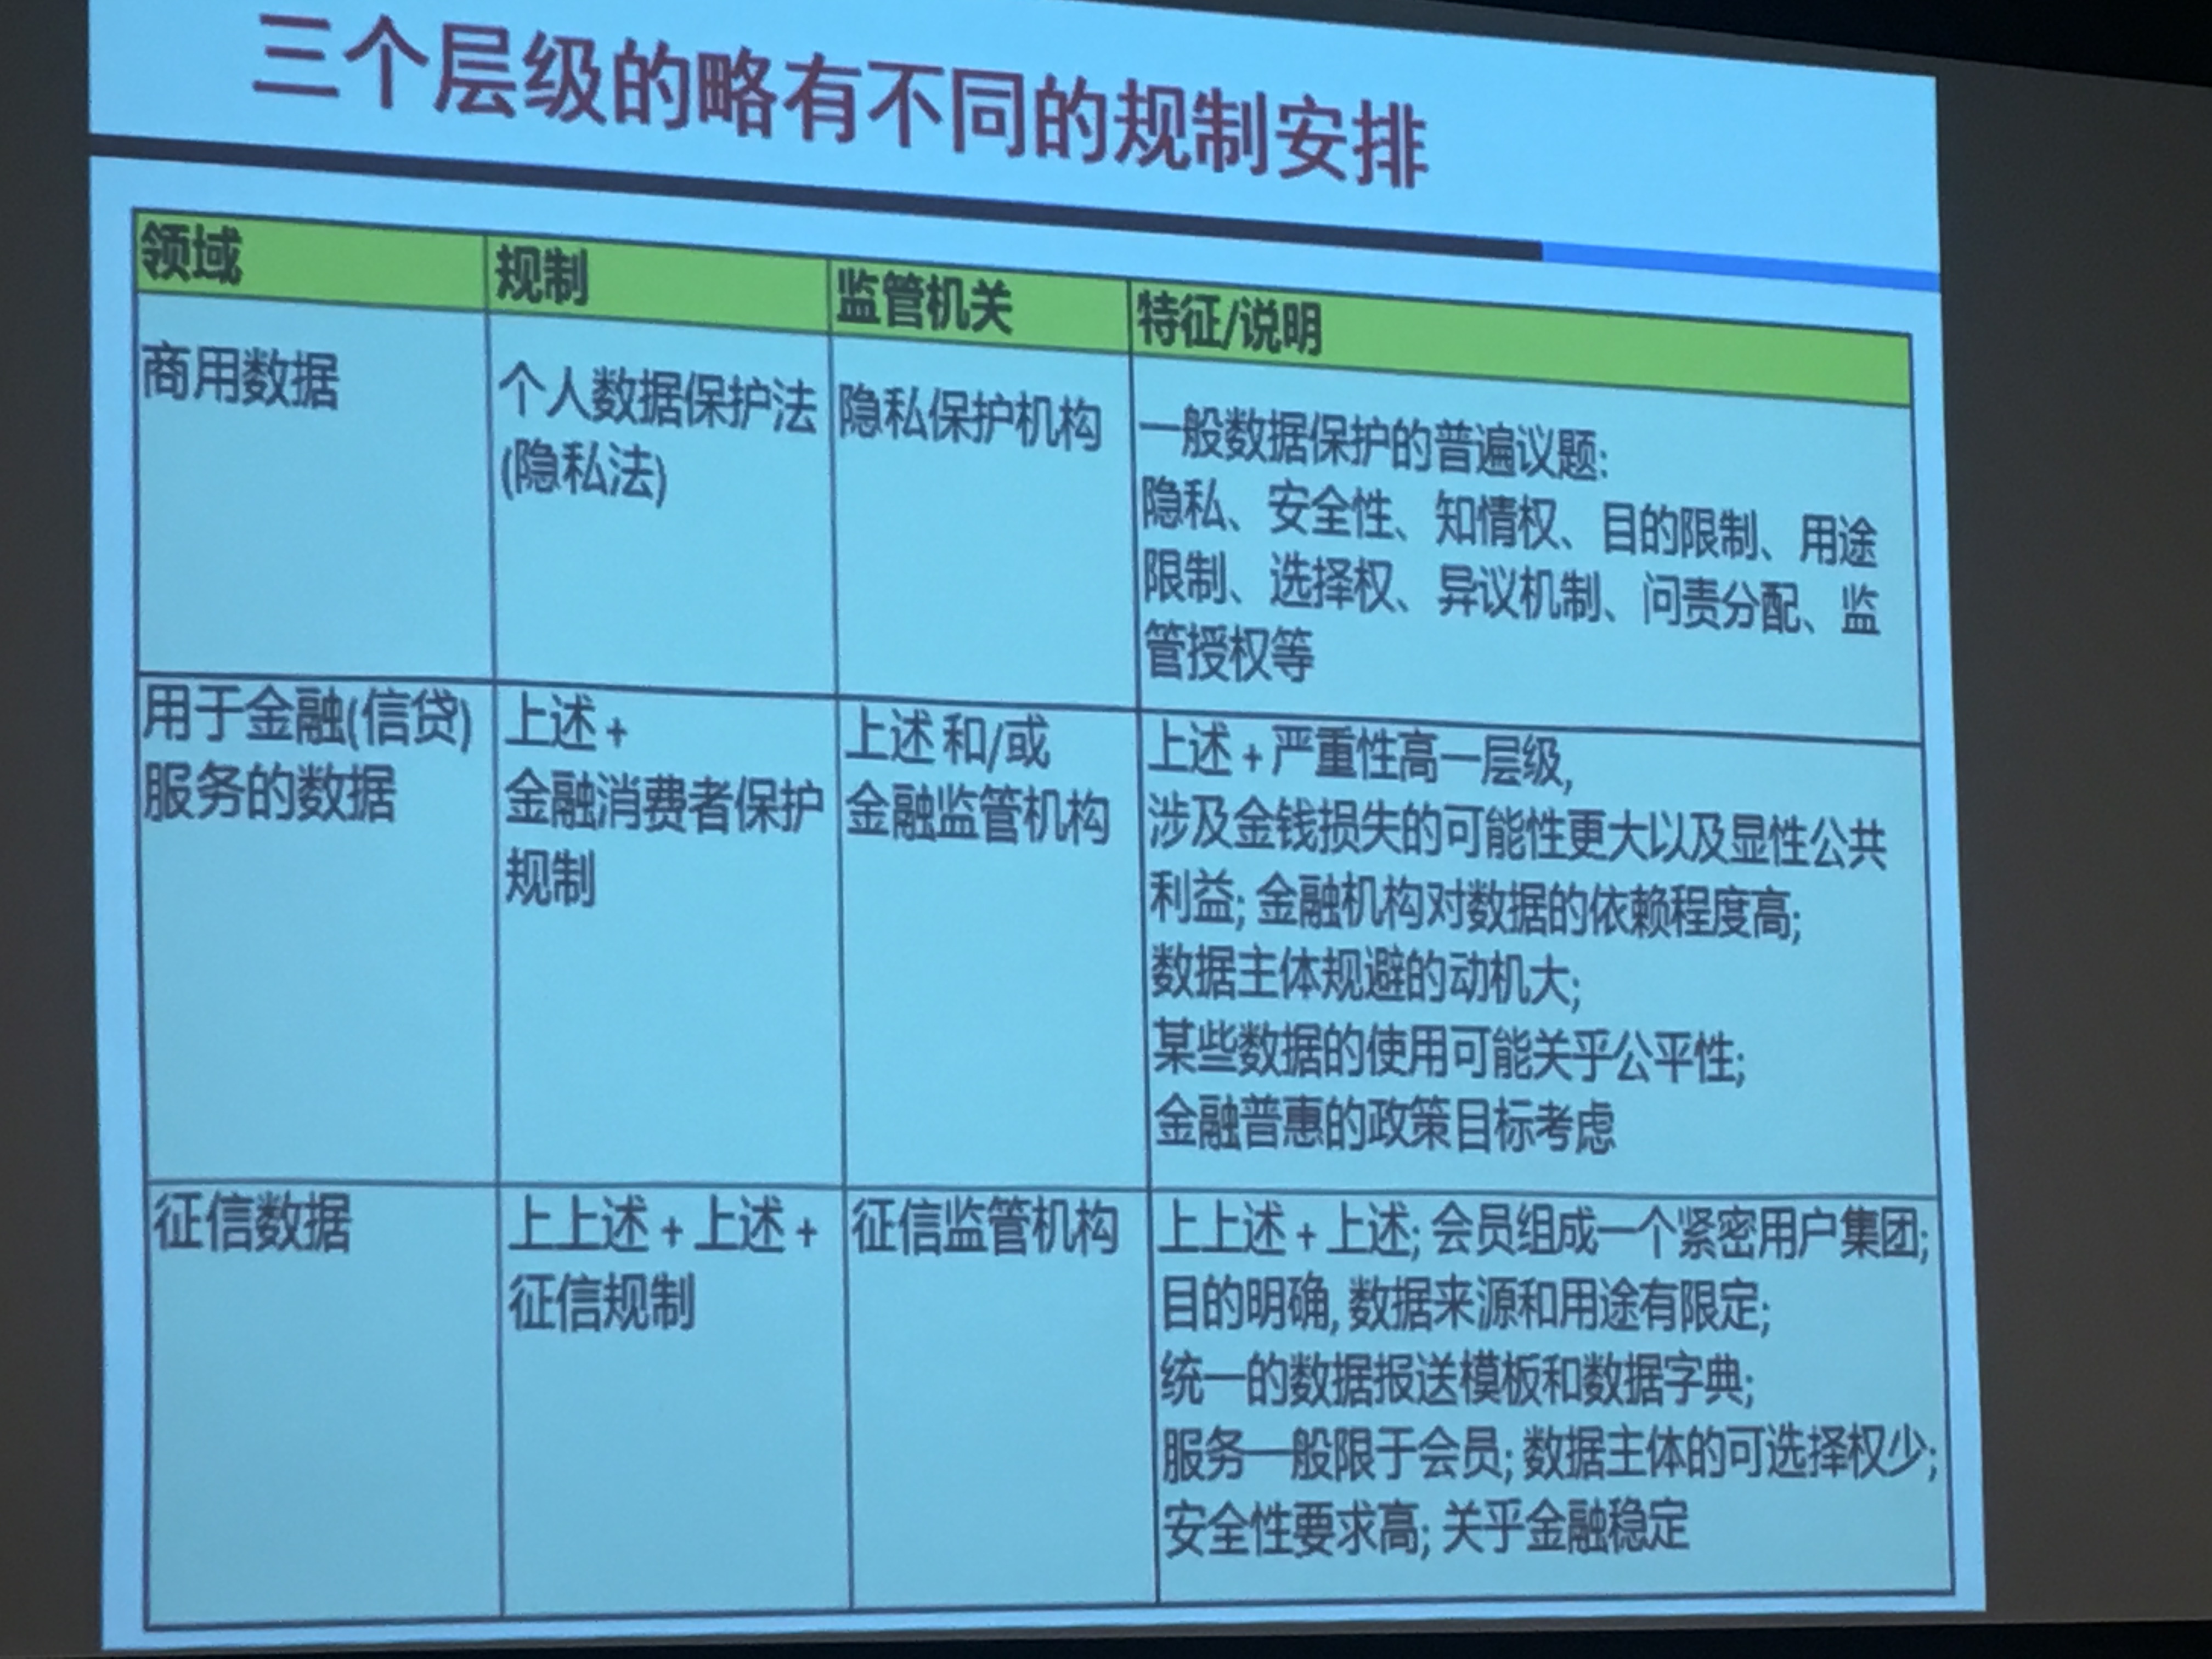 三个层级的略有不同的规制安排
领域
规制
监管机关
特征/说明
商用数据
个人数据保护法
(隐私法)
隐私保护机构
一般数据保护的普遍议题:
隐私、安全性、知情权、目的限制、用途
限制、选择权、异议机制、问责分配、监
管授权等
用于金融(信贷)
服务的数据
上述 +
金融消费者保护
规制
上述 和/或
金融监管机构
上述 + 严重性高一层级,
涉及金钱损失的可能性更大以及显性公共
利益; 金融机构对数据的依赖程度高;
数据主体规避的动机大;
某些数据的使用可能关乎公平性;
金融普惠的政策目标考虑
征信数据
上上述 + 上述 +
征信规制
征信监管机构
上上述 + 上述; 会员组成一个紧密用户集团;
目的明确, 数据来源和用途有限定;
统一的数据报送模板和数据字典;
服务一般限于会员; 数据主体的可选择权少;
安全性要求高; 关乎金融稳定